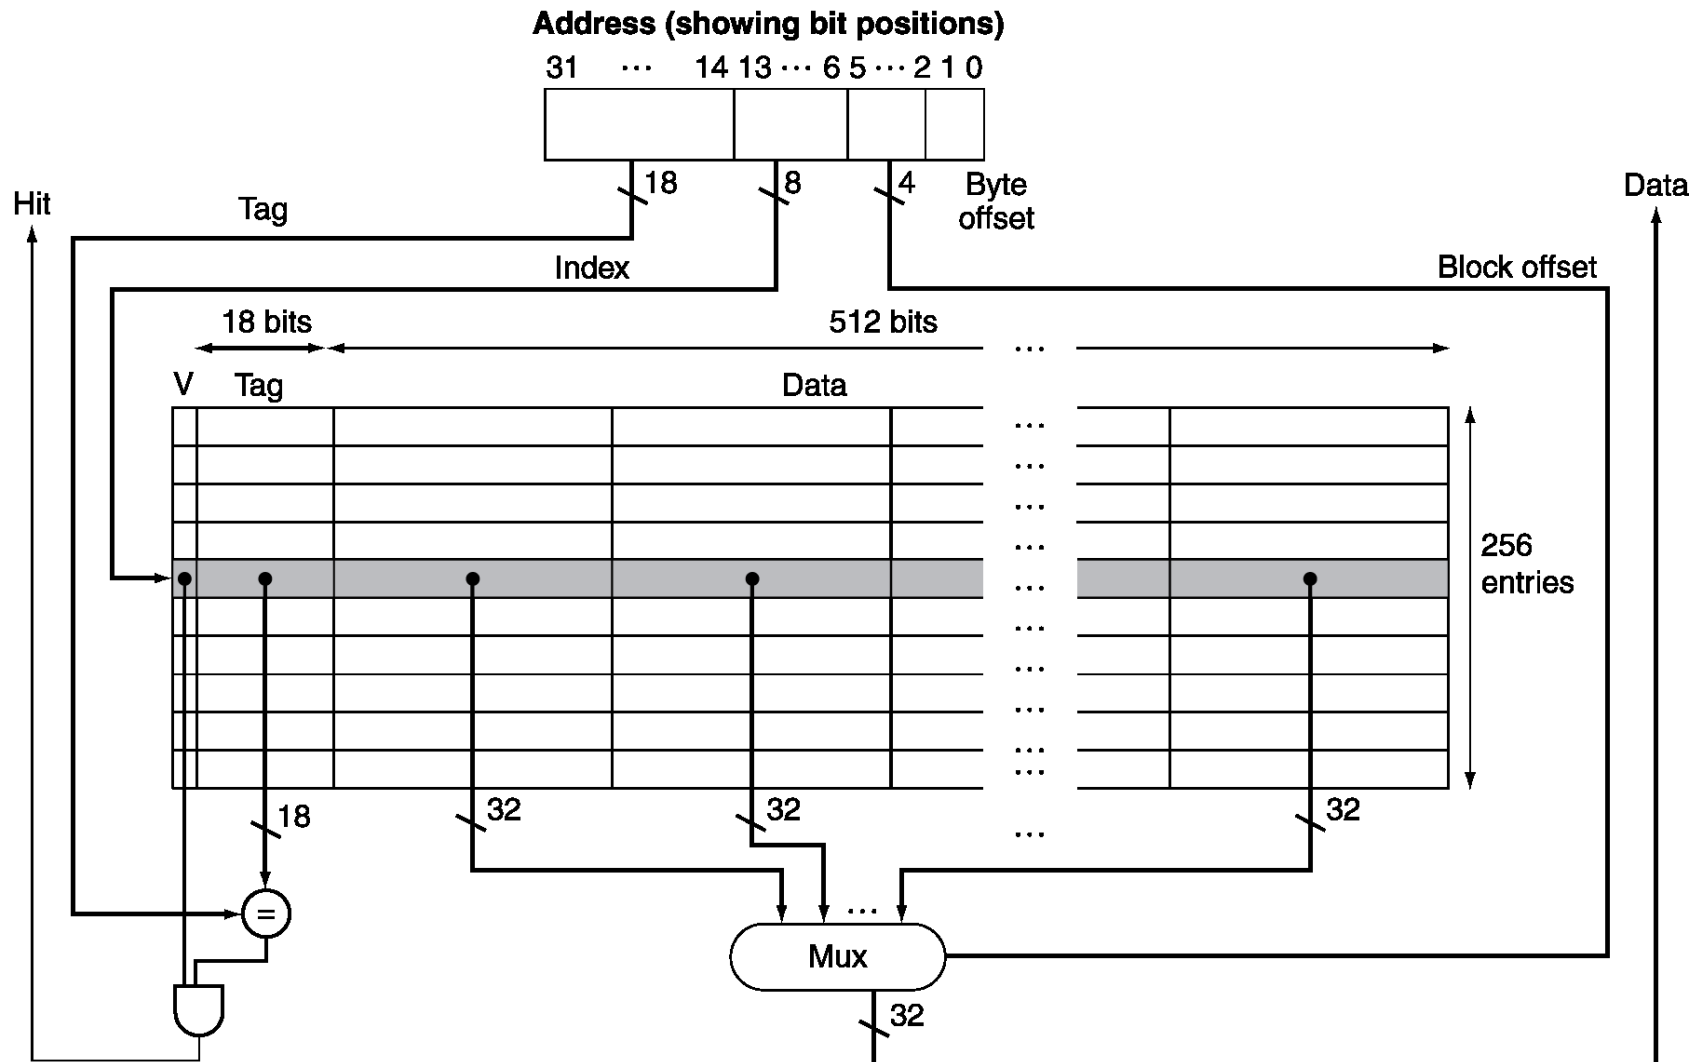 Address (showing bit positions)
31 ··· 14 13 ··· 6 5 ··· 2 1 0
18 8 4 Byte
offset
Hit
Data
Tag
Index
Block offset
18 bits
512 bits
···
V Tag Data
···
···
···
···
···
···
···
···
···
···
256
entries
18
32
32
···
32
=
···
Mux
32